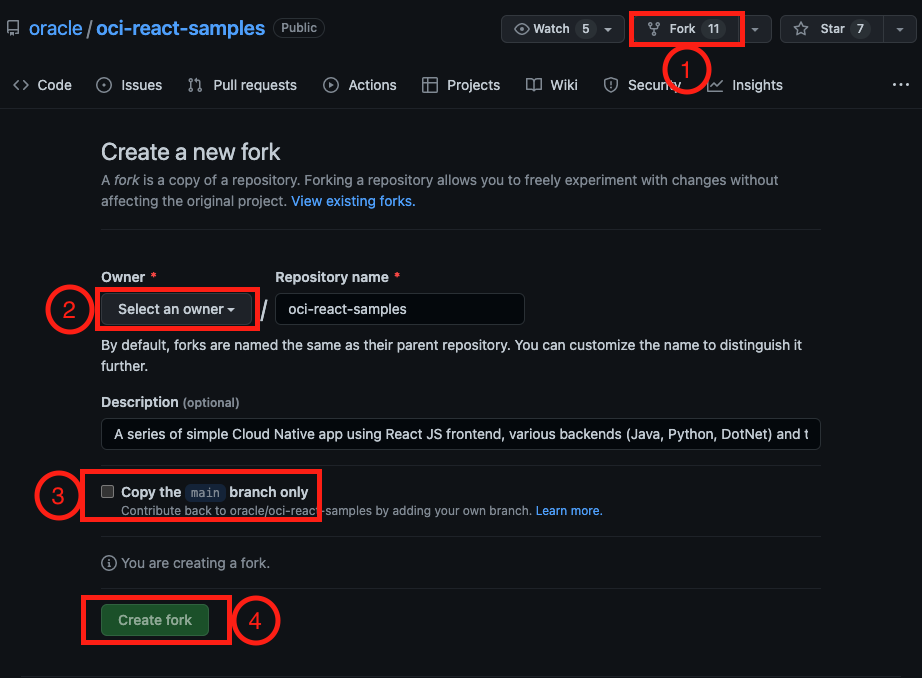 oracle / oci-react-samples Public Watch 5 Fork 11 Star 7
1
Code Issues Pull requests Actions Projects Wiki Security Insights ...
Create a new fork
A fork is a copy of a repository. Forking a repository allows you to freely experiment with changes without
affecting the original project. View existing forks.
Owner * Repository name *
2 Select an owner / oci-react-samples
By default, forks are named the same as their parent repository. You can customize the name to distinguish it
further.
Description (optional)
A series of simple Cloud Native app using React JS frontend, various backends (Java, Python, DotNet) and t
3 Copy the main branch only
Contribute back to oracle/oci-react-samples by adding your own branch. Learn more.
You are creating a fork.
Create fork 4